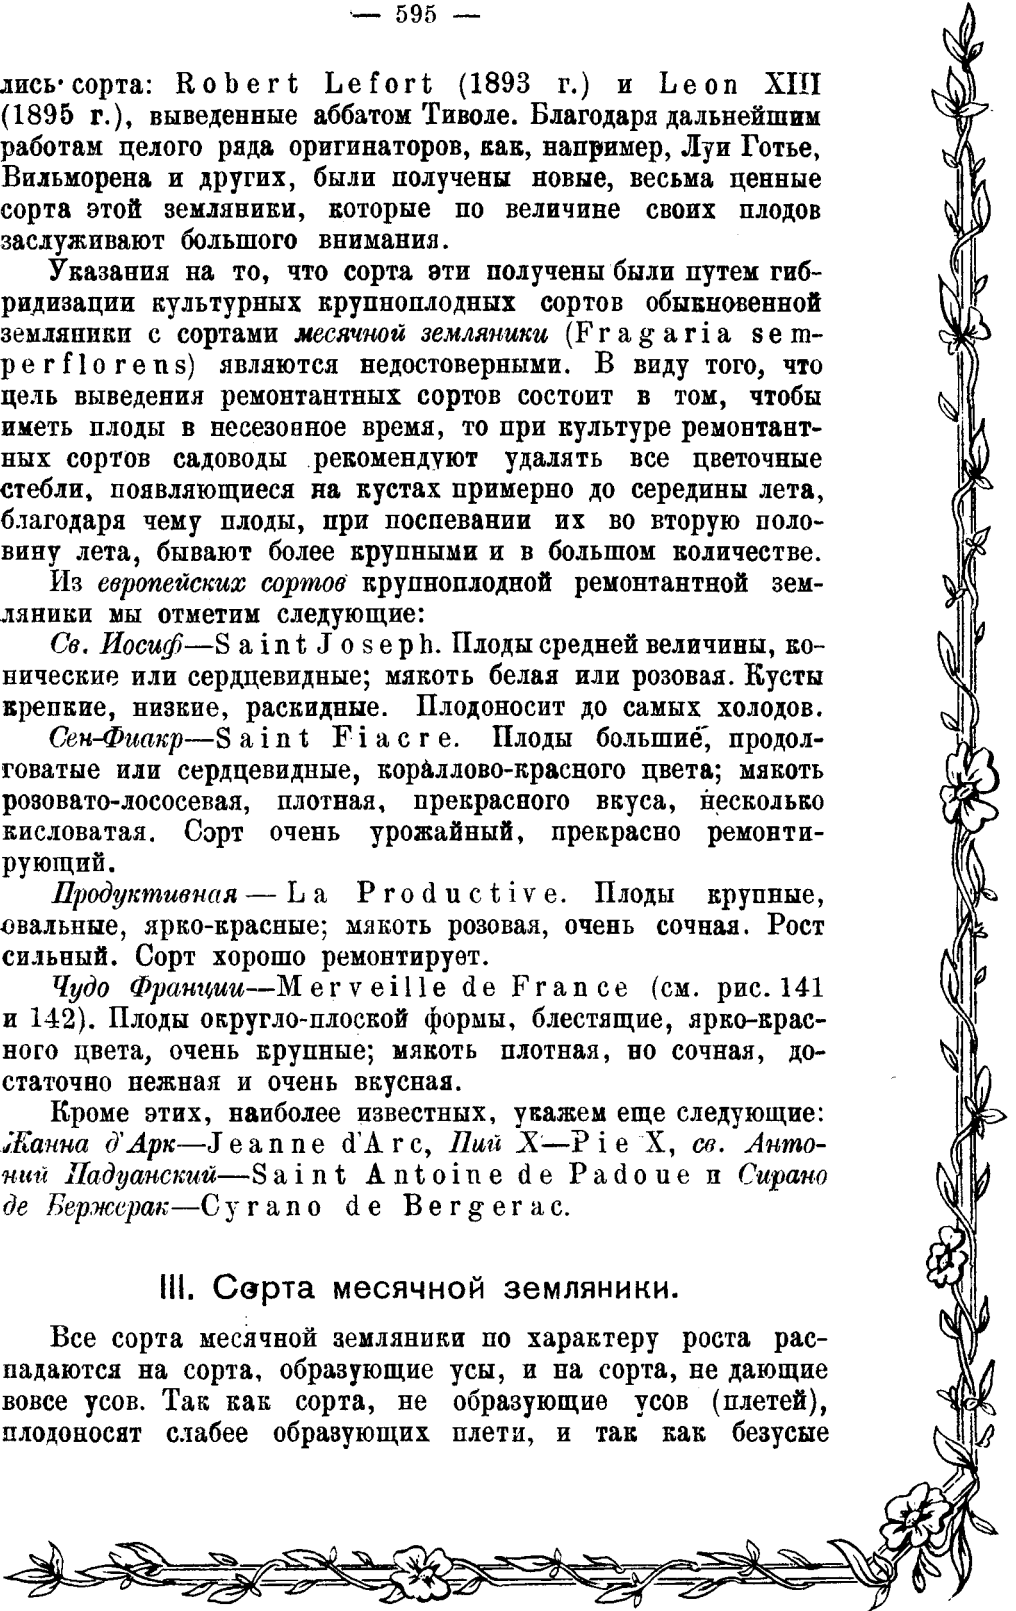 — 595 —
лись сорта: Robert Lefort (1893 г.) и Leon XIII
(1895 г.), выведенные аббатом Тиволе. Благодаря дальнейшим
работам целого ряда оригинаторов, как, например, Луи Готье,
Вильморена и других, были получены новые, весьма ценные
сорта этой земляники, которые по величине своих плодов
заслуживают большого внимания.
Указания на то, что сорта эти получены были путем гиб-
ридизации культурных крупноплодных сортов обыкновенной
земляники с сортами месячной земляники (Fragaria sem-
perflorens) являются недостоверными. В виду того, что
цель выведения ремонтантных сортов состоит в том, чтобы
иметь плоды в несезонное время, то при культуре ремонтант-
ных сортов садоводы рекомендуют удалять все цветочные
стебли, появляющиеся на кустах примерно до середины лета,
благодаря чему плоды, при поспевании их во вторую поло-
вину лета, бывают более крупными и в большом количестве.
Из европейских сортов крупноплодной ремонтантной зем-
ляники мы отметим следующие:
Св. Иосиф—Saint Joseph. Плоды средней величины, ко-
нические или сердцевидные; мякоть белая или розовая. Кусты
крепкие, низкие, раскидные. Плодоносит до самых холодов.
Сен-Фиакр—Saint Fiacre. Плоды большие, продол-
говатые или сердцевидные, кораллово-красного цвета; мякоть
розовато-лососевая, плотная, прекрасного вкуса, несколько
кисловатая. Сорт очень урожайный, прекрасно ремонти-
рующий.
Продуктивная — La Productive. Плоды крупные,
овальные, ярко-красные; мякоть розовая, очень сочная. Рост
сильный. Сорт хорошо ремонтирует.
Чудо Франции—Merveille de France (см. рис. 141
и 142). Плоды округло-плоской формы, блестящие, ярко-крас-
ного цвета, очень крупные; мякоть плотная, но сочная, до-
статочно нежная и очень вкусная.
Кроме этих, наиболее известных, укажем еще следующие:
Жанна д'Арк—Jeanne d'Arc, Пий X—Pie X, св. Анто-
ний Падуанский—Saint Antoine de Padoue и Сирано
де Бержерак—Cyrano de Bergerac.
III. Сорта месячной земляники.
Все сорта месячной земляники по характеру роста рас-
падаются на сорта, образующие усы, и на сорта, не дающие
вовсе усов. Так как сорта, не образующие усов (плетей),
плодоносят слабее образующих плети, и так как безусые